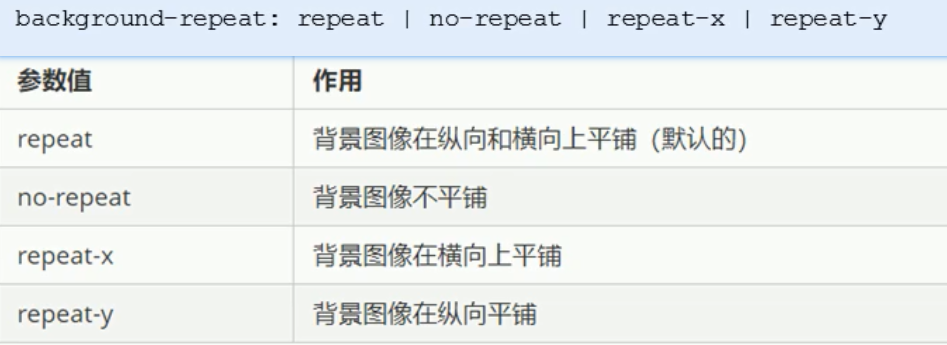 background-repeat: repeat | no-repeat | repeat-x | repeat-y
参数值 作用
repeat 背景图像在纵向和横向上平铺（默认的）
no-repeat 背景图像不平铺
repeat-x 背景图像在横向上平铺
repeat-y 背景图像在纵向平铺